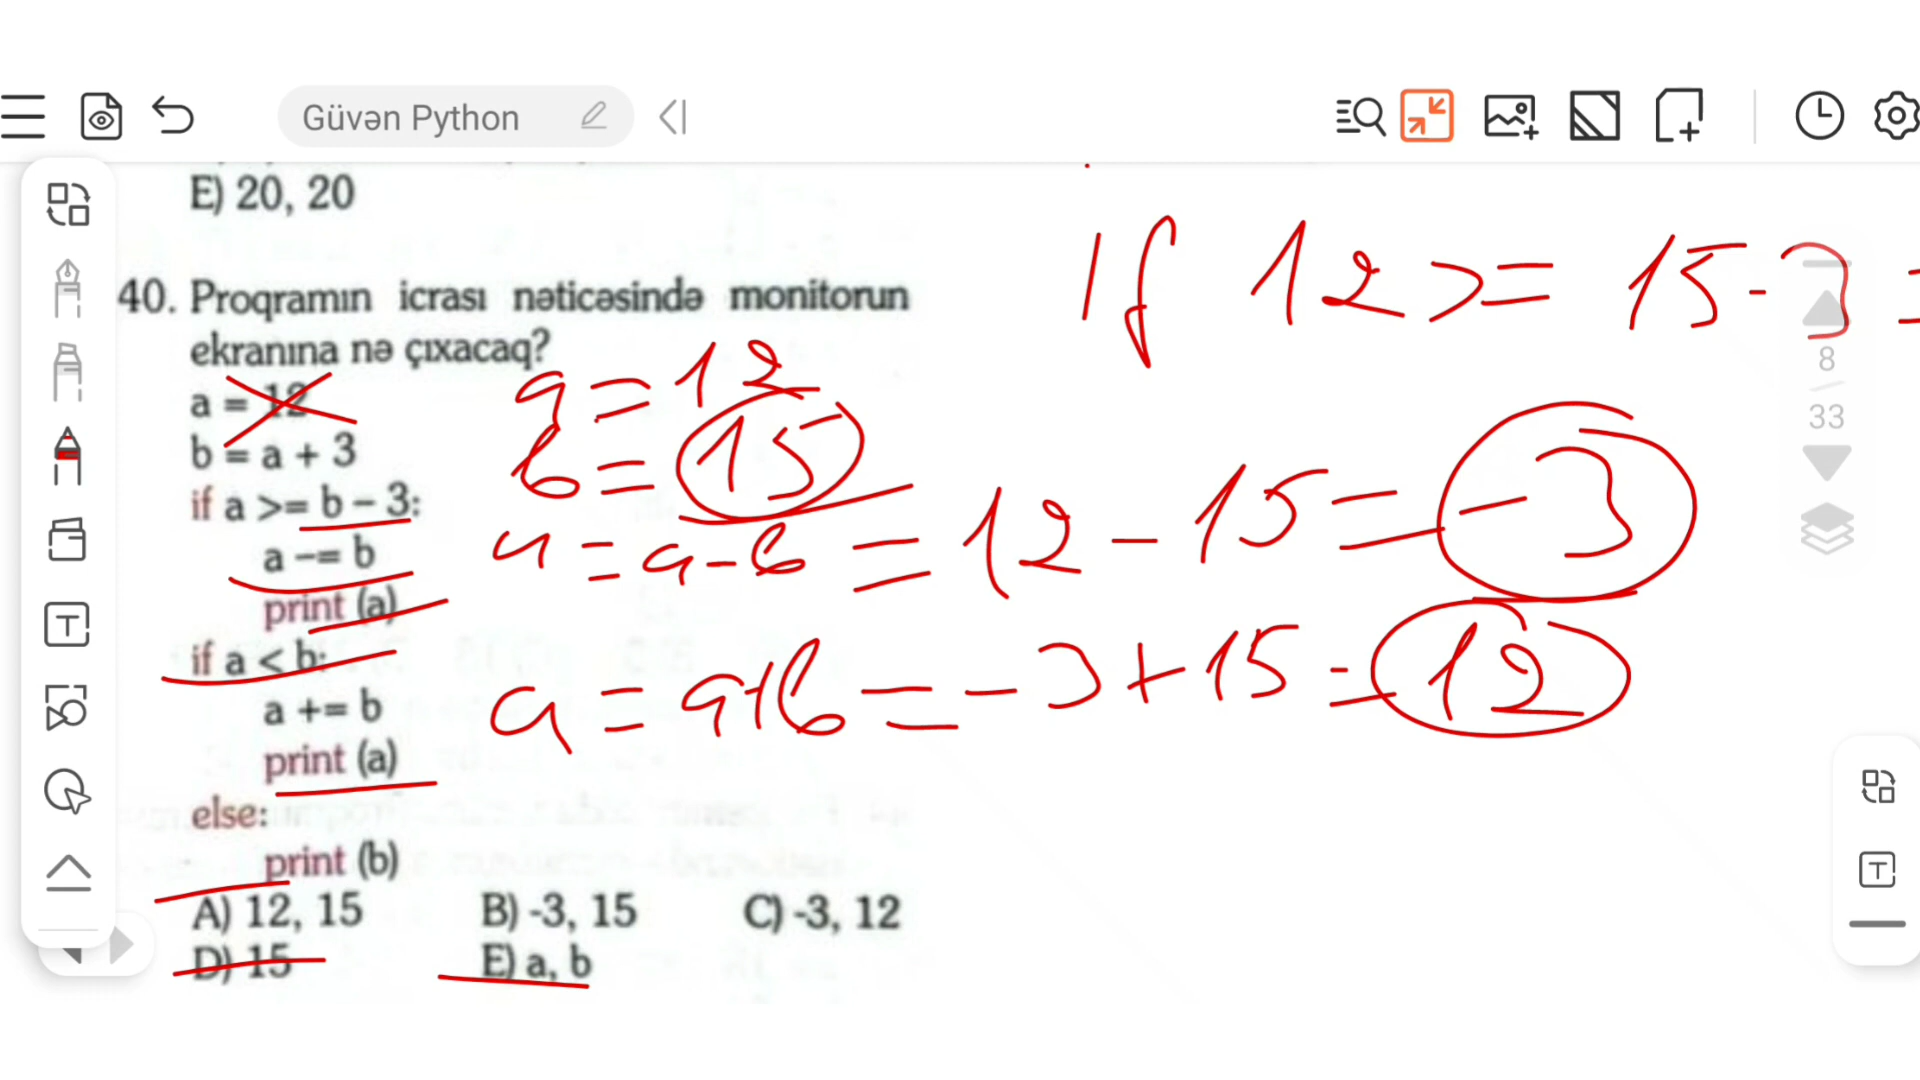 Güvən Python
E) 20, 20
40. Proqramın icrası nəticəsində monitorun
ekranına nə çıxacaq?
a = 12
b = a + 3
if a >= b – 3:
a –= b
print (a)
if a < b:
a += b
print (a)
else:
print (b)
A) 12, 15 B) -3, 15 C) -3, 12
D) 15 E) a, b
If 12 >= 15 - 3 =
a = 12
b = 15
a = a - b = 12 - 15 = -3
a = a + b = -3 + 15 = 12
8
33